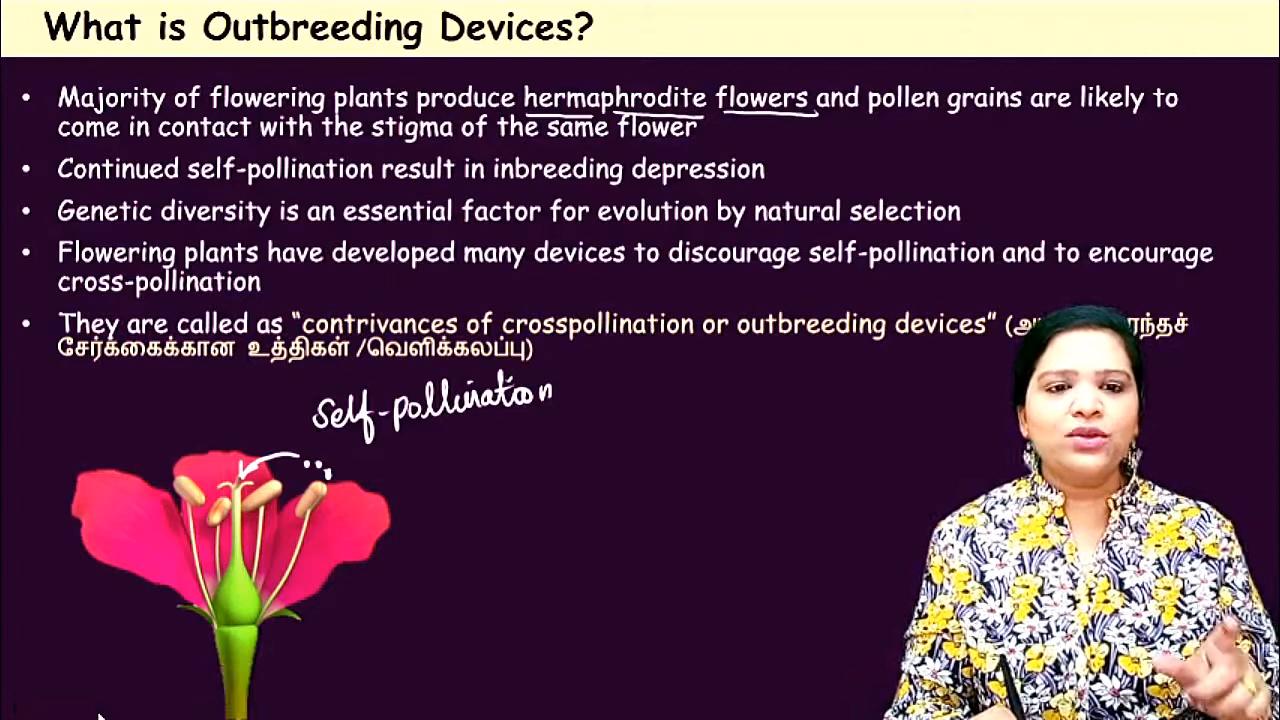 What is Outbreeding Devices?
• Majority of flowering plants produce hermaphrodite flowers and pollen grains are likely to
come in contact with the stigma of the same flower
• Continued self-pollination result in inbreeding depression
• Genetic diversity is an essential factor for evolution by natural selection
• Flowering plants have developed many devices to discourage self-pollination and to encourage
cross-pollination
• They are called as “contrivances of crosspollination or outbreeding devices”
சேர்க்கைக்கான உத்திகள் /வெளிக்கலப்பு)
Self-pollination